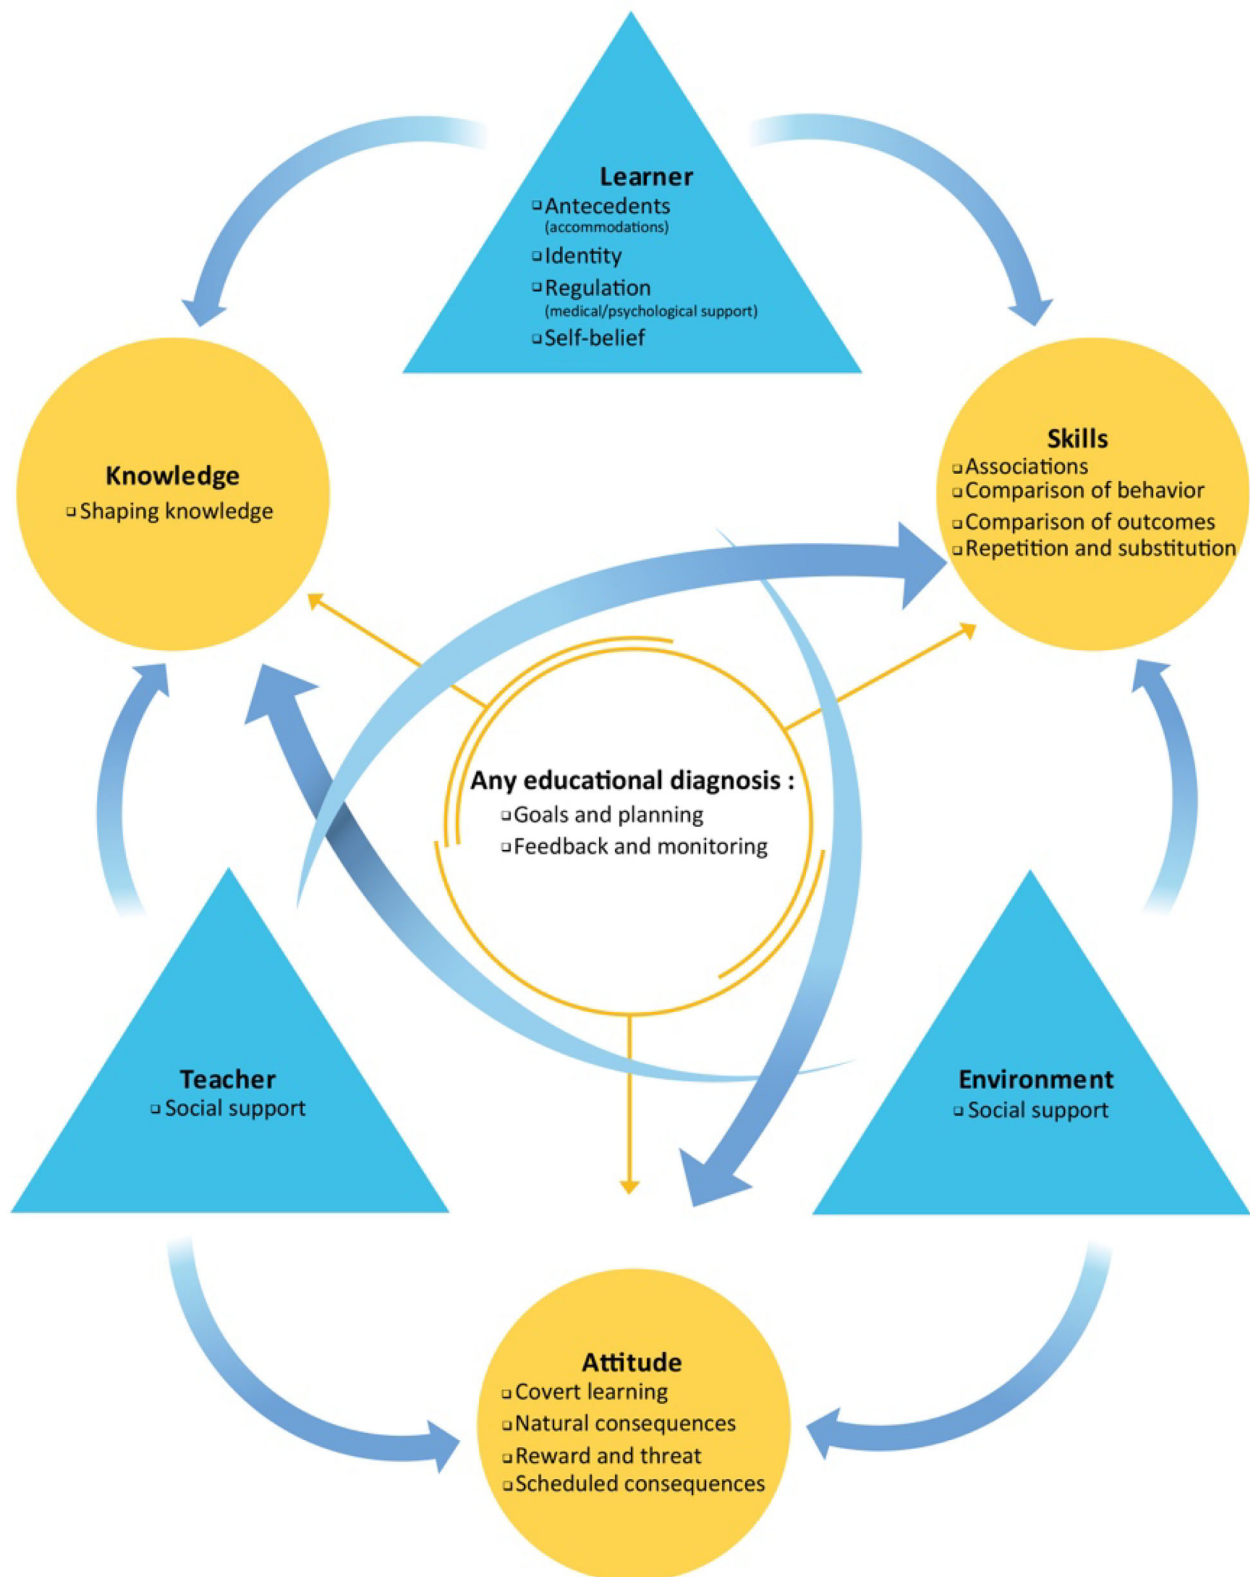 Learner
Antecedents
(accommodations)
Identity
Regulation
(medical/psychological support)
Self-belief
Knowledge
Shaping knowledge
Skills
Associations
Comparison of behavior
Comparison of outcomes
Repetition and substitution
Any educational diagnosis :
Goals and planning
Feedback and monitoring
Teacher
Social support
Environment
Social support
Attitude
Covert learning
Natural consequences
Reward and threat
Scheduled consequences